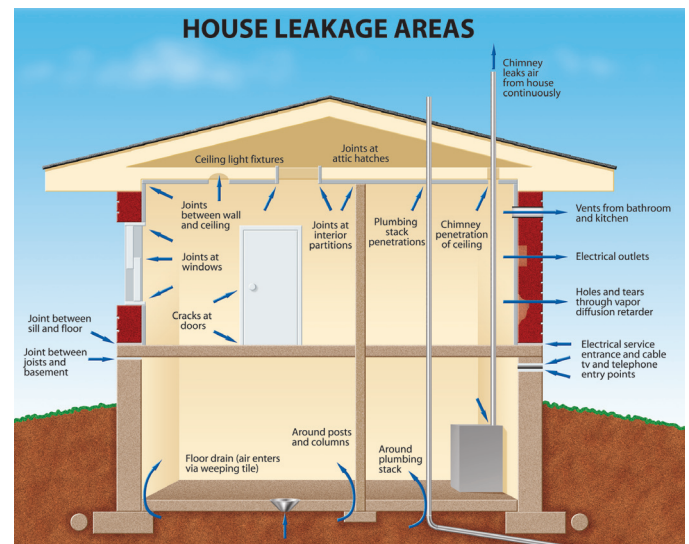 HOUSE LEAKAGE AREAS
Chimney
leaks air
from house
continuously
Ceiling light fixtures
Joints at
attic hatches
Joints
between wall
and ceiling
Joints at
interior
partitions
Plumbing
stack
penetrations
Chimney
penetration
of ceiling
Vents from bathroom
and kitchen
Joints at
windows
Electrical outlets
Holes and tears
through vapor
diffusion retarder
Cracks at
doors
Joint between
sill and floor
Joint between
joists and
basement
Electrical service
entrance and cable
tv and telephone
entry points
Around posts
and columns
Floor drain (air enters
via weeping tile)
Around
plumbing
stack